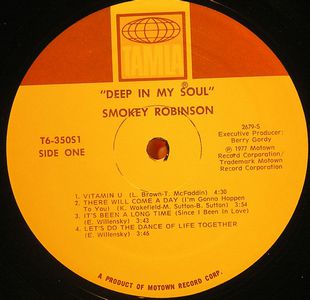 TAMLA
"DEEP IN MY SOUL"
SMOKEY ROBINSON
T6-350S1
SIDE ONE
2679-S
Executive Producer:
Berry Gordy
℗ 1977 Motown
Record Corporation/
Trademark Motown
Record Corporation.
1. VITAMIN U (L. Brown-T. McFaddin) 4:30
2. THERE WILL COME A DAY (I'm Gonna Happen
To You) (K. Wakefield-M. Sutton-B. Sutton) 3:54
3. IT'S BEEN A LONG TIME (Since I Been In Love)
(E. Willensky) 3:43
4. LET'S DO THE DANCE OF LIFE TOGETHER
(E. Willensky) 3:46
A PRODUCT OF MOTOWN RECORD CORP.